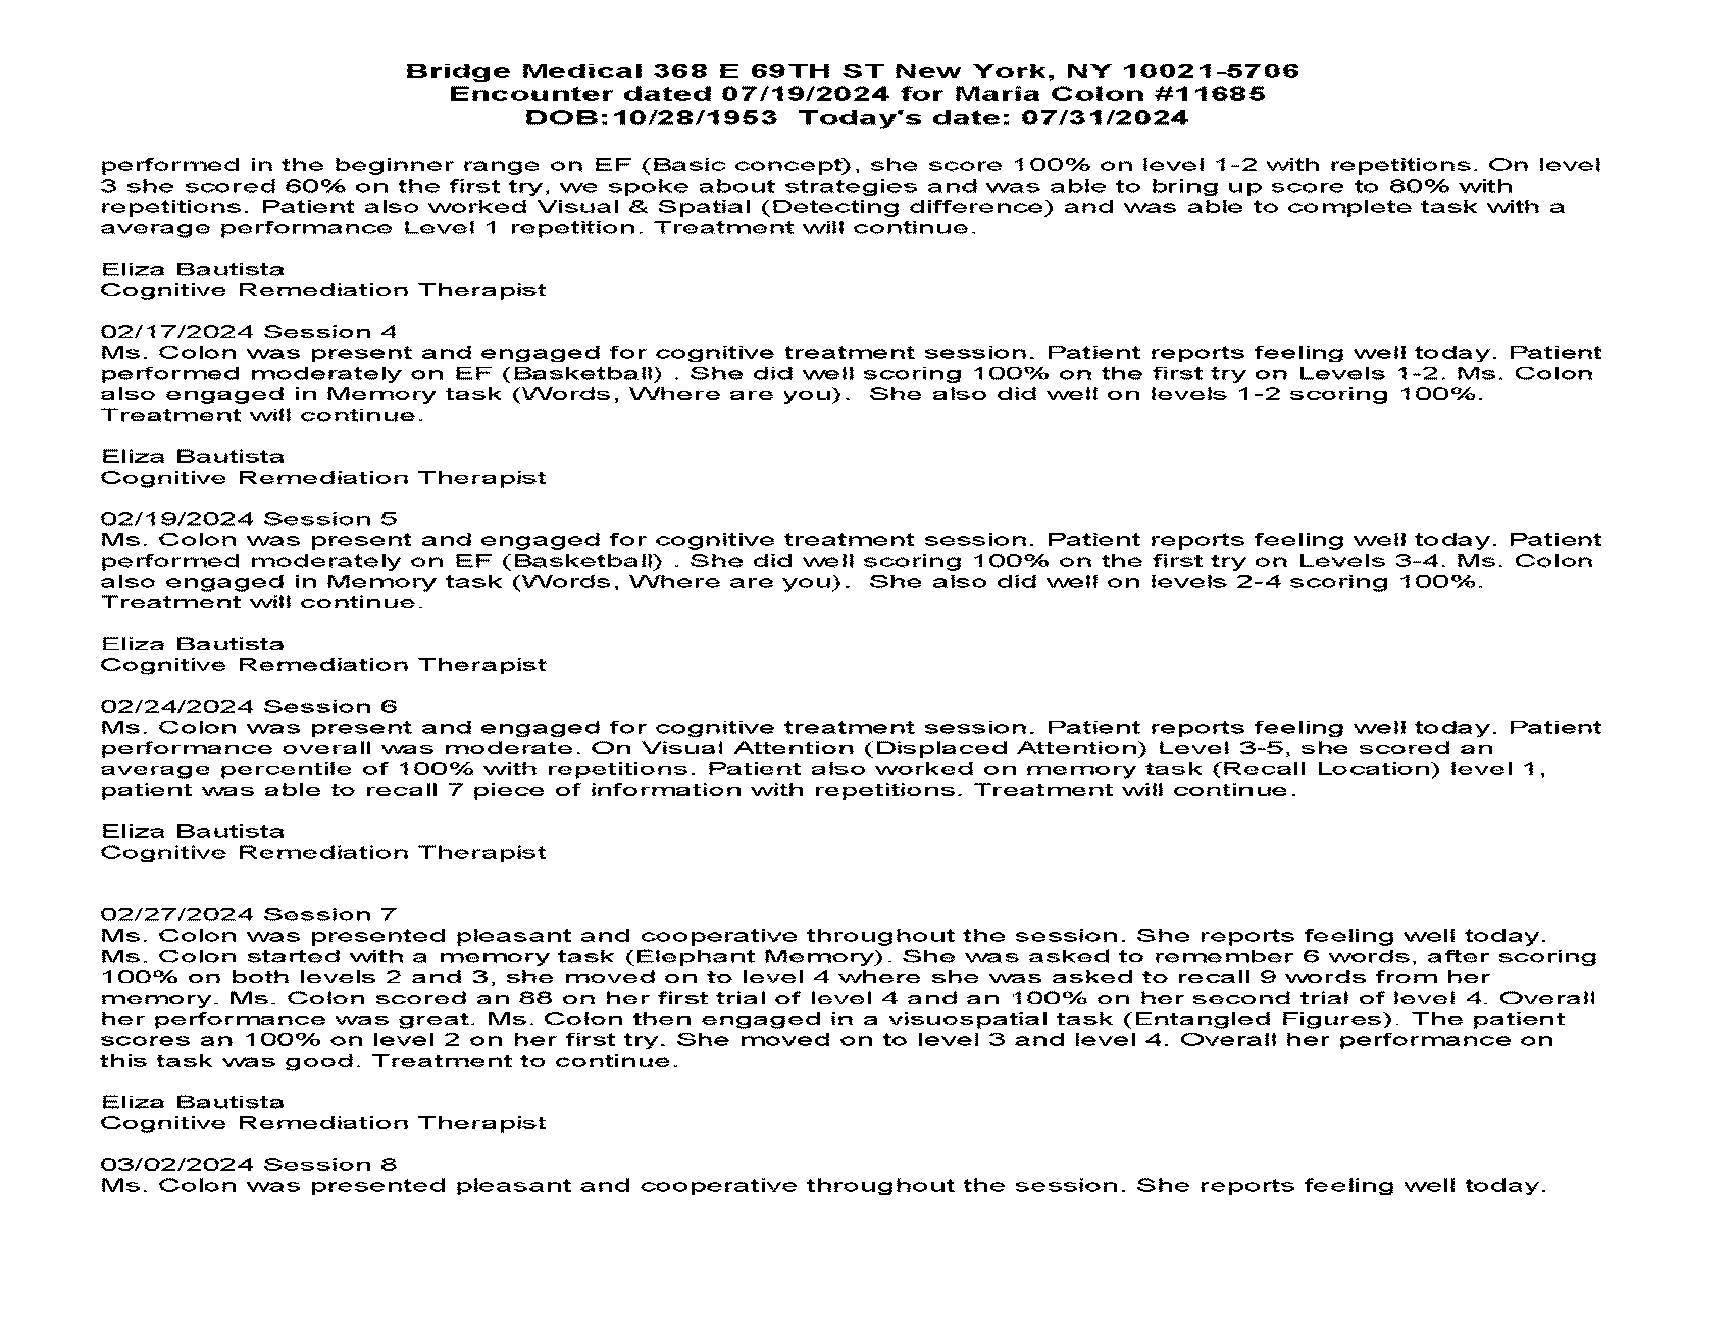 Bridge Medical 368 E 69TH ST New York, NY 10021-5706
Encounter dated 07/19/2024 for Maria Colon #11685
DOB:10/28/1953 Today's date: 07/31/2024
performed in the beginner range on EF (Basic concept), she score 100% on level 1-2 with repetitions. On level
3 she scored 60% on the first try, we spoke about strategies and was able to bring up score to 80% with
repetitions. Patient also worked Visual & Spatial (Detecting difference) and was able to complete task with a
average performance Level 1 repetition. Treatment will continue.
Eliza Bautista
Cognitive Remediation Therapist
02/17/2024 Session 4
Ms. Colon was present and engaged for cognitive treatment session. Patient reports feeling well today. Patient
performed moderately on EF (Basketball) . She did well scoring 100% on the first try on Levels 1-2. Ms. Colon
also engaged in Memory task (Words, Where are you). She also did well on levels 1-2 scoring 100%.
Treatment will continue.
Eliza Bautista
Cognitive Remediation Therapist
02/19/2024 Session 5
Ms. Colon was present and engaged for cognitive treatment session. Patient reports feeling well today. Patient
performed moderately on EF (Basketball) . She did well scoring 100% on the first try on Levels 3-4. Ms. Colon
also engaged in Memory task (Words, Where are you). She also did well on levels 2-4 scoring 100%.
Treatment will continue.
Eliza Bautista
Cognitive Remediation Therapist
02/24/2024 Session 6
Ms. Colon was present and engaged for cognitive treatment session. Patient reports feeling well today. Patient
performance overall was moderate. On Visual Attention (Displaced Attention) Level 3-5, she scored an
average percentile of 100% with repetitions. Patient also worked on memory task (Recall Location) level 1,
patient was able to recall 7 piece of information with repetitions. Treatment will continue.
Eliza Bautista
Cognitive Remediation Therapist
02/27/2024 Session 7
Ms. Colon was presented pleasant and cooperative throughout the session. She reports feeling well today.
Ms. Colon started with a memory task (Elephant Memory). She was asked to remember 6 words, after scoring
100% on both levels 2 and 3, she moved on to level 4 where she was asked to recall 9 words from her
memory. Ms. Colon scored an 88 on her first trial of level 4 and an 100% on her second trial of level 4. Overall
her performance was great. Ms. Colon then engaged in a visuospatial task (Entangled Figures). The patient
scores an 100% on level 2 on her first try. She moved on to level 3 and level 4. Overall her performance on
this task was good. Treatment to continue.
Eliza Bautista
Cognitive Remediation Therapist
03/02/2024 Session 8
Ms. Colon was presented pleasant and cooperative throughout the session. She reports feeling well today.